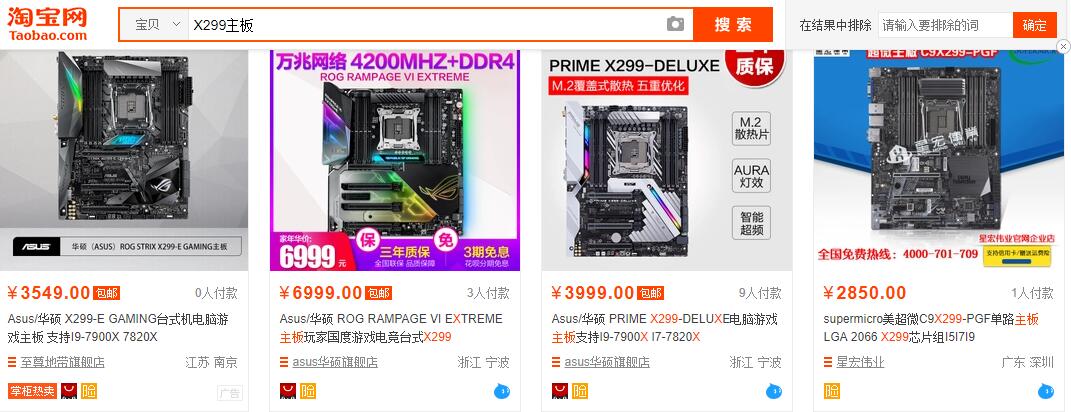 淘宝网
Taobao.com
宝贝
X299主板
搜 索
在结果中排除
请输入要排除的词
确定
/ISUS 华硕（ASUS）ROG STRIX X299-E GAMING主板
¥3549.00 包邮 0人付款
Asus/华硕 X299-E GAMING台式机电脑游
戏主板 支持I9-7900X 7820X
至尊地带旗舰店 江苏 南京
掌柜热卖
广告
万兆网络 4200MHZ+DDR4
ROG RAMPAGE VI EXTREME
家年华价:
6999元
保 免
三年质保 3期免息
全国联保 品质保障 花呗分期免息
¥6999.00 包邮 3人付款
Asus/华硕 ROG RAMPAGE VI EXTREME
主板玩家国度游戏电竞台式X299
asus华硕旗舰店 浙江 宁波
PRIME X299-DELUXE
M.2覆盖式散热 五重优化
质保
M.2
散热片
AURA
灯效
智能
超频
¥3999.00 包邮 9人付款
Asus/华硕 PRIME X299-DELUXE电脑游戏
主板支持I9-7900X I7-7820X
asus华硕旗舰店 浙江 宁波
超微主板 C9X299-PGF
星宏伟业
星宏伟业官网企业店
全国免费热线：4000-701-709
支持信用卡/赠送运费险
¥2850.00 1人付款
supermicro美超微C9X299-PGF单路主板
LGA 2066 X299芯片组I5I7I9
星宏伟业 广东 深圳